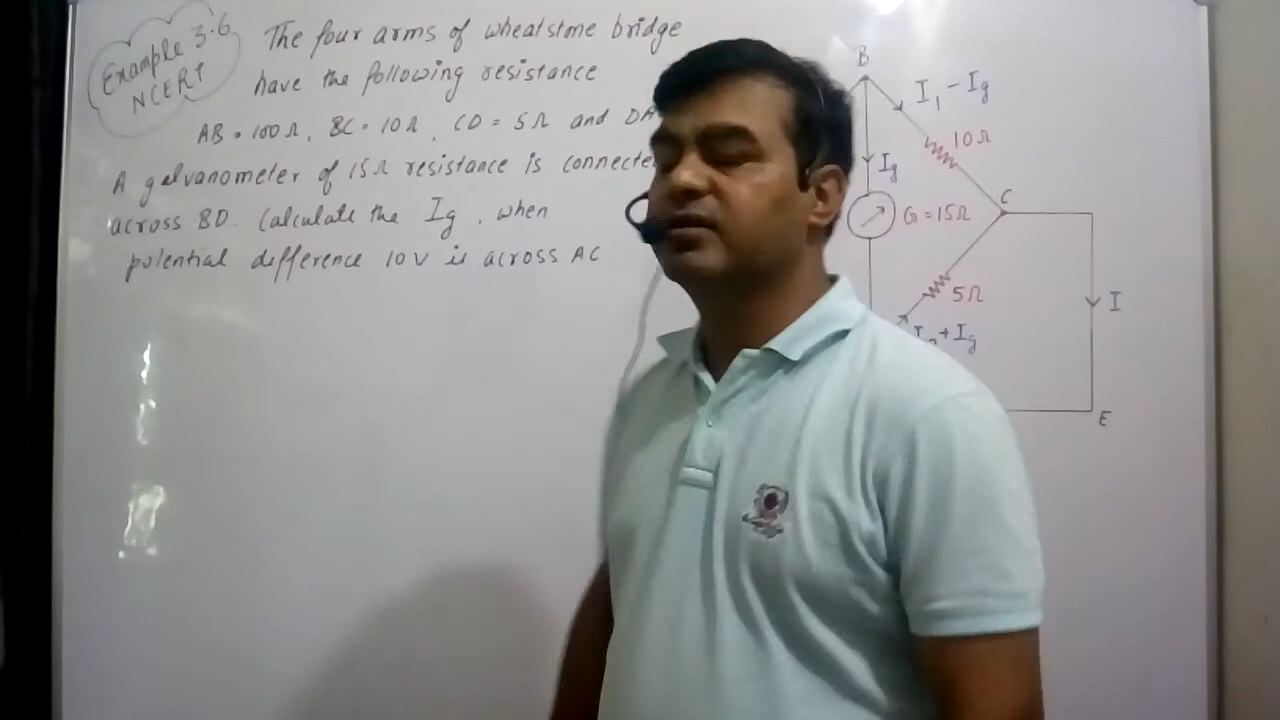 Example 3.6
NCERT
The four arms of wheatstone bridge
have the following resistance
AB = 100Ω, BC = 10Ω, CD = 5Ω and DA
A galvanometer of 15Ω resistance is connecte
across BD. Calculate the Ig, when
potential difference 10V is across AC
B
I₁ - Ig
10Ω
Ig
C
G = 15Ω
5Ω
I
+ Ig
E